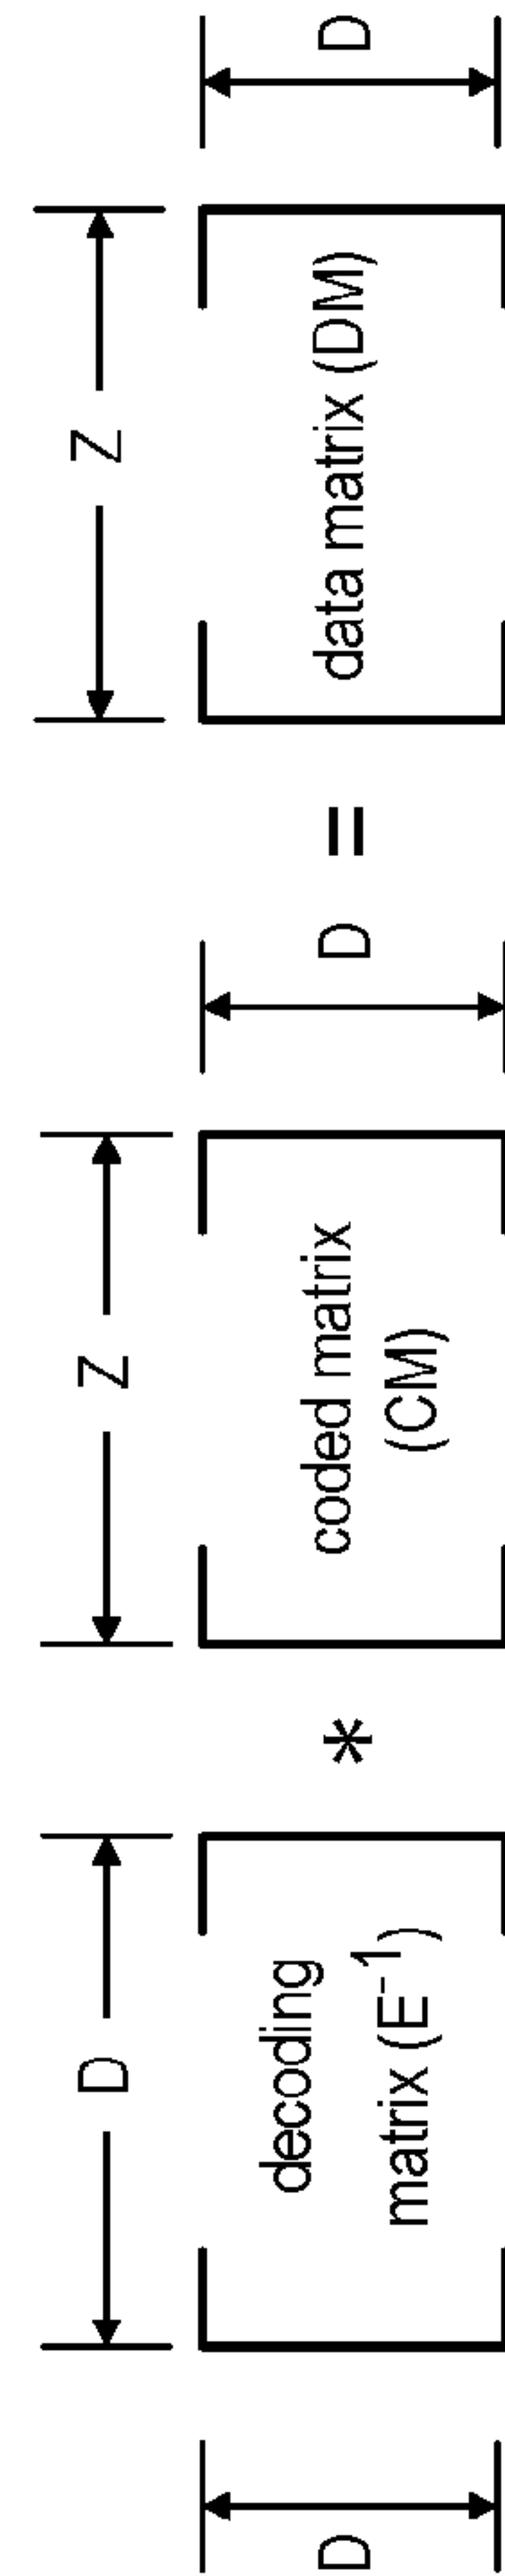 D
D
decoding
matrix (E⁻¹)
*
Z
coded matrix
(CM)
D
=
Z
data matrix (DM)
D